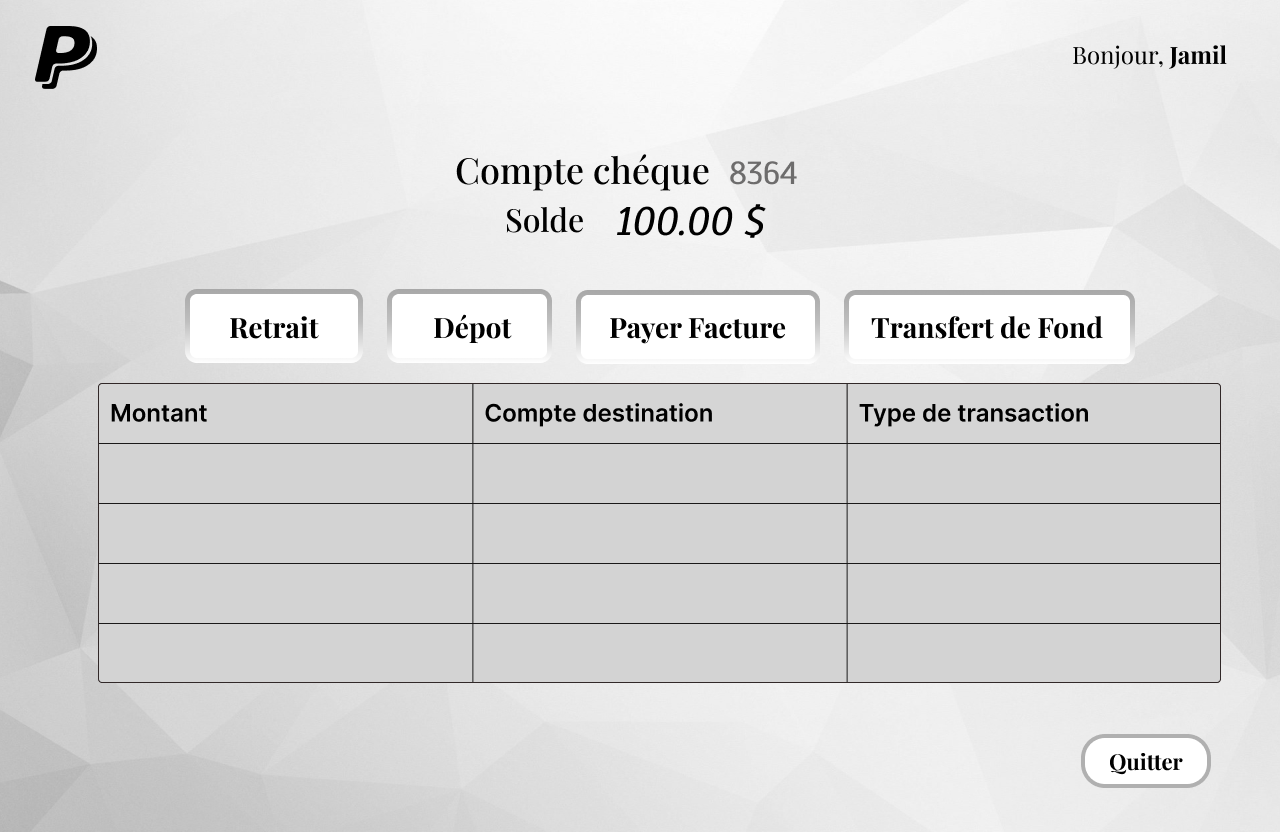 Bonjour, Jamil
Compte chéque 8364
Solde 100.00 $
Retrait Dépot Payer Facture Transfert de Fond
Montant Compte destination Type de transaction
Quitter